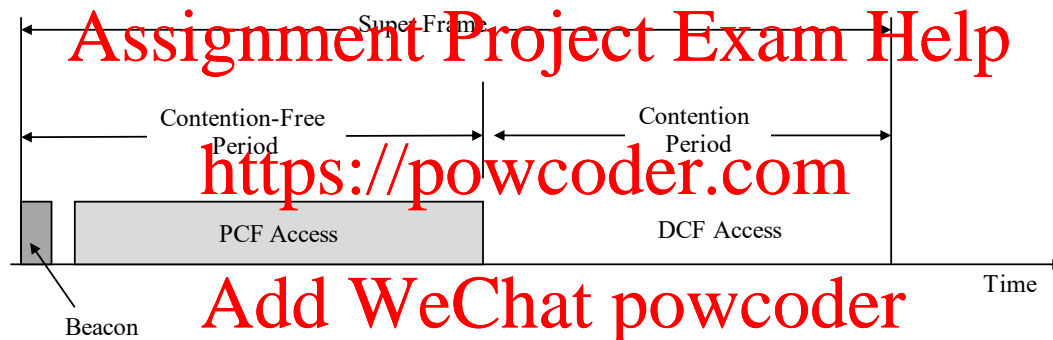 Super Frame
Assignment Project Exam Help
Contention-Free
Period
Contention
Period
https://powcoder.com
PCF Access
DCF Access
Time
Add WeChat powcoder
Beacon